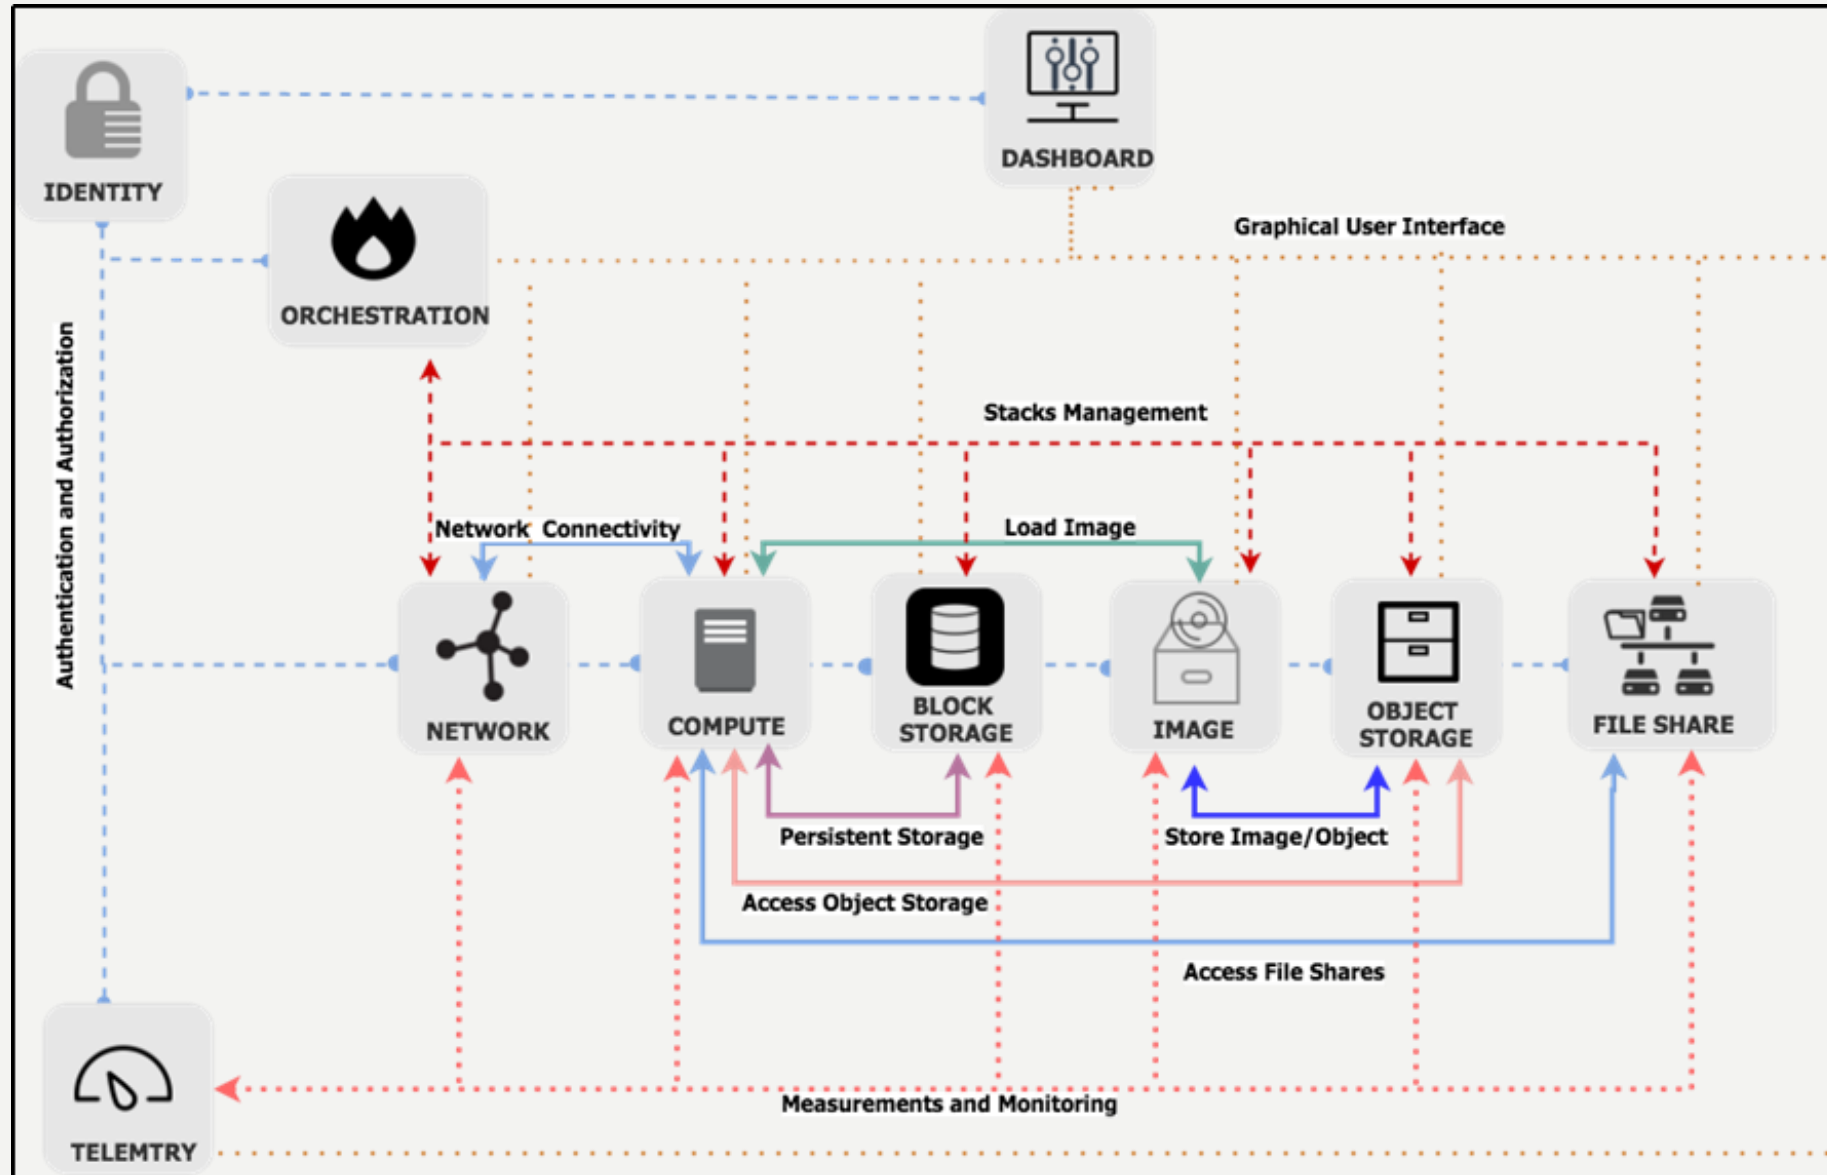 DASHBOARD
IDENTITY
Graphical User Interface
ORCHESTRATION
Authentication and Authorization
Stacks Management
Network Connectivity
Load Image
NETWORK
COMPUTE
BLOCK
STORAGE
IMAGE
OBJECT
STORAGE
FILE SHARE
Persistent Storage
Store Image/Object
Access Object Storage
Access File Shares
Measurements and Monitoring
TELEMTRY